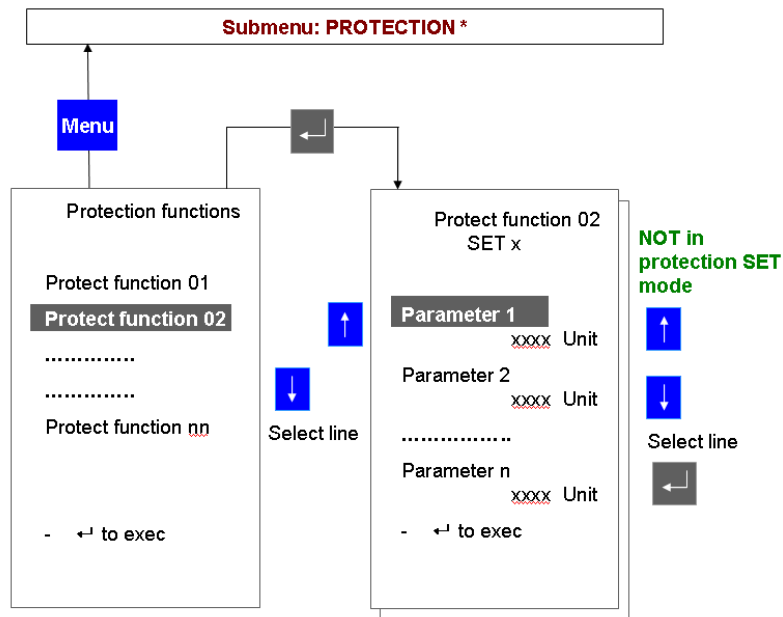 Submenu: PROTECTION *
Menu
Protection functions
Protect function 01
Protect function 02
..............
..............
Protect function nn
- ↵ to exec
↑
↓
Select line
Protect function 02
SET x
Parameter 1
xxxx Unit
Parameter 2
xxxx Unit
.................
Parameter n
xxxx Unit
- ↵ to exec
NOT in
protection SET
mode
↑
↓
Select line